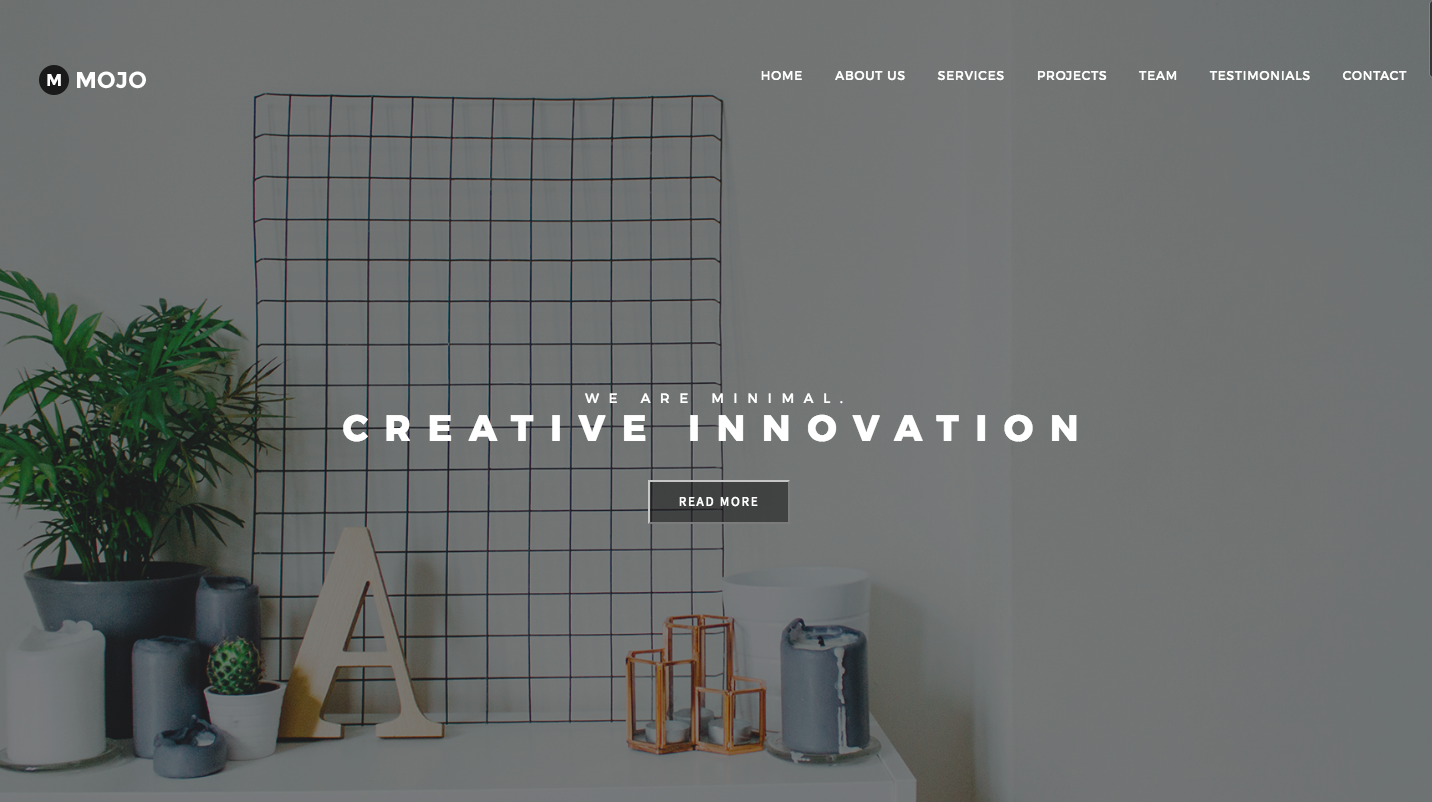 M MOJO
HOME ABOUT US SERVICES PROJECTS TEAM TESTIMONIALS CONTACT
WE ARE MINIMAL.
CREATIVE INNOVATION
READ MORE
A